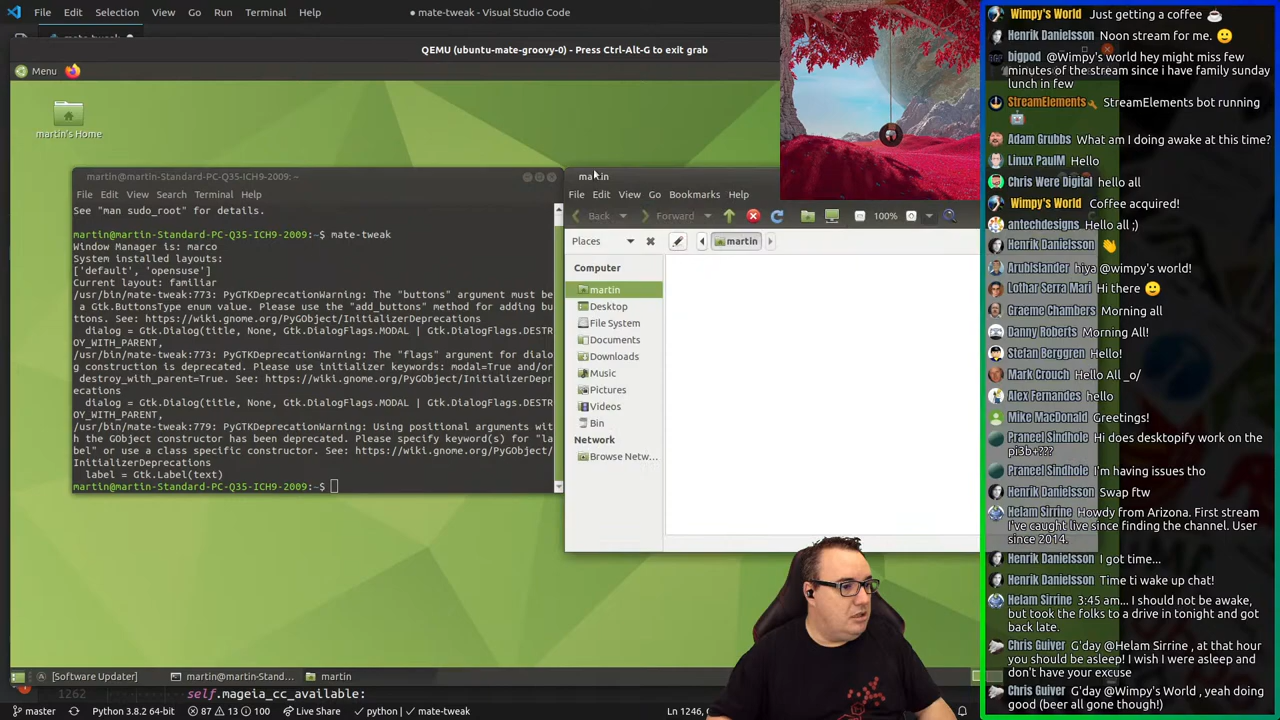 File Edit Selection View Go Run Terminal Help
● mate-tweak - Visual Studio Code
QEMU (ubuntu-mate-groovy-0) - Press Ctrl-Alt-G to exit grab
Menu
martin's Home
martin@martin-Standard-PC-Q35-ICH9-2009: ~
File Edit View Search Terminal Help
See "man sudo_root" for details.
martin@martin-Standard-PC-Q35-ICH9-2009:~$ mate-tweak
Window Manager is: marco
System installed layouts:
['default', 'opensuse']
Current layout: familiar
/usr/bin/mate-tweak:773: PyGTKDeprecationWarning: The "buttons" argument must be
a Gtk.ButtonsType enum value. Please use the "add_buttons" method for adding bu
ttons. See: https://wiki.gnome.org/PyGObject/InitializerDeprecations
dialog = Gtk.Dialog(title, None, Gtk.DialogFlags.MODAL | Gtk.DialogFlags.DESTR
OY_WITH_PARENT,
/usr/bin/mate-tweak:773: PyGTKDeprecationWarning: The "flags" argument for dialo
g construction is deprecated. Please use initializer keywords: modal=True and/or
destroy_with_parent=True. See: https://wiki.gnome.org/PyGObject/InitializerDepr
ecations
dialog = Gtk.Dialog(title, None, Gtk.DialogFlags.MODAL | Gtk.DialogFlags.DESTR
OY_WITH_PARENT,
/usr/bin/mate-tweak:779: PyGTKDeprecationWarning: Using positional arguments wit
h the GObject constructor has been deprecated. Please specify keyword(s) for "la
bel" or use a class specific constructor. See: https://wiki.gnome.org/PyGObject/
InitializerDeprecations
label = Gtk.Label(text)
martin@martin-Standard-PC-Q35-ICH9-2009:~$
martin
File Edit View Go Bookmarks Help
Back Forward 100%
Places martin
Computer
martin
Desktop
File System
Documents
Downloads
Music
Pictures
Videos
Bin
Network
Browse Netw...
[Software Updater] martin@martin-Stand... martin
1262 self.mageia_cc_available:
master Python 3.8.2 64-bit 87 13 100 Live Share python mate-tweak Ln 1246,
Wimpy's World Just getting a coffee
Henrik Danielsson Noon stream for me.
bigpod @Wimpy's world hey might miss few
minutes of the stream since i have family sunday
lunch in few
StreamElements StreamElements bot running
Adam Grubbs What am I doing awake at this time?
Linux PaulM Hello
Chris Were Digital hello all
Wimpy's World Coffee acquired!
antechdesigns Hello all ;)
Henrik Danielsson
ArubIslander hiya @wimpy's world!
Lothar Serra Mari Hi there
Graeme Chambers Morning all
Danny Roberts Morning All!
Stefan Berggren Hello!
Mark Crouch Hello All _o/
Alex Fernandes hello
Mike MacDonald Greetings!
Praneel Sindhole Hi does desktopify work on the
pi3b+???
Praneel Sindhole I'm having issues tho
Henrik Danielsson Swap ftw
Helam Sirrine Howdy from Arizona. First stream
I've caught live since finding the channel. User
since 2014.
Henrik Danielsson I got time...
Henrik Danielsson Time ti wake up chat!
Helam Sirrine 3:45 am... I should not be awake,
but took the folks to a drive in tonight and got
back late.
Chris Guiver G'day @Helam Sirrine , at that hour
you should be asleep! I wish I were asleep and
don't have your excuse
Chris Guiver G'day @Wimpy's World , yeah doing
good (beer all gone though!)